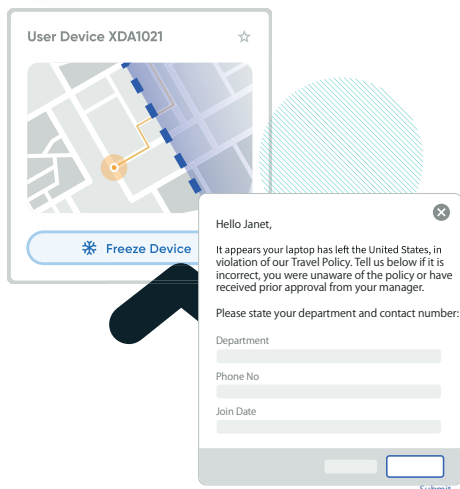 User Device XDA1021
Freeze Device
Hello Janet,
It appears your laptop has left the United States, in
violation of our Travel Policy. Tell us below if it is
incorrect, you were unaware of the policy or have
received prior approval from your manager.
Please state your department and contact number:
Department
Phone No
Join Date
Submit